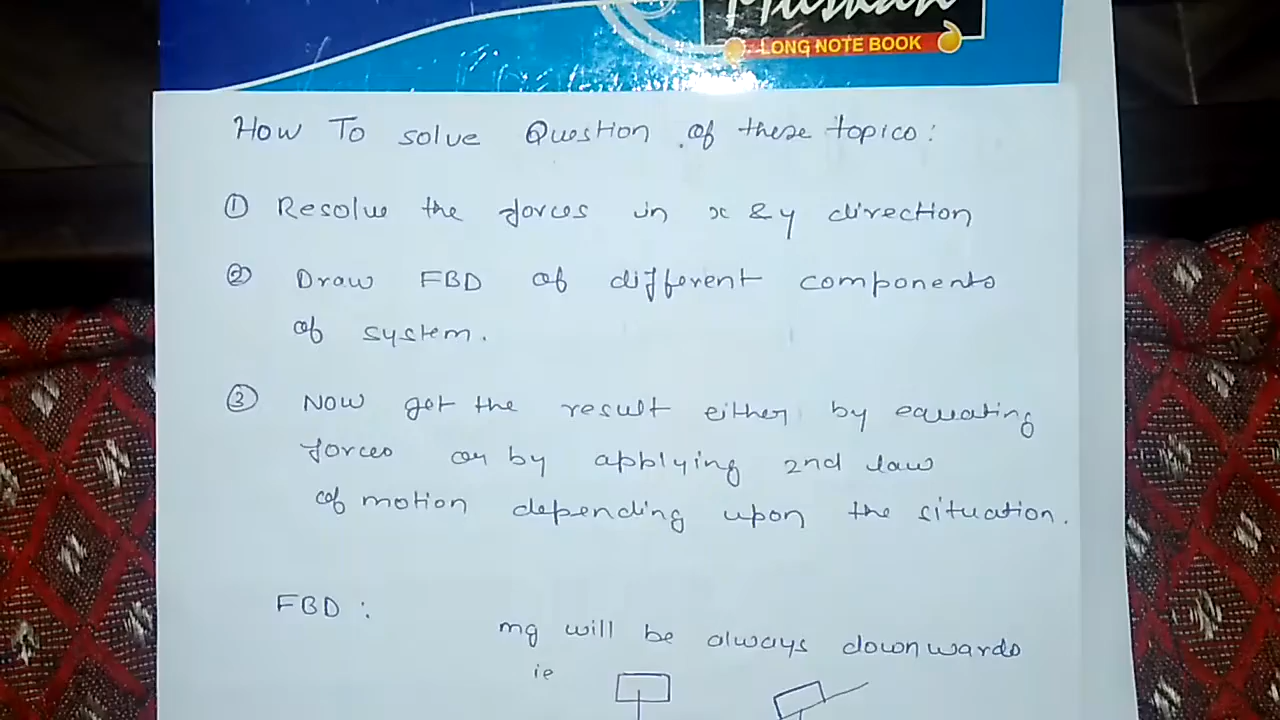 LONG NOTE BOOK
HOW TO solve Question of these topics:
① Resolve the forces in x & y direction
② Draw FBD of different components
of system.
③ Now get the result either by equating
forces or by applying 2nd law
of motion depending upon the situation.
FBD :
mg will be always downwards
ie